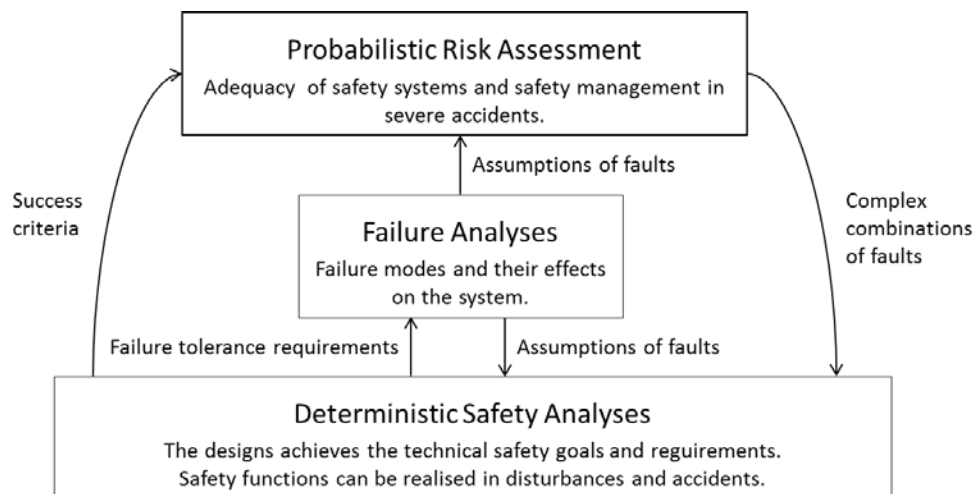 Probabilistic Risk Assessment
Adequacy of safety systems and safety management in
severe accidents.
Assumptions of faults
Success
criteria
Complex
combinations
of faults
Failure Analyses
Failure modes and their effects
on the system.
Failure tolerance requirements
Assumptions of faults
Deterministic Safety Analyses
The designs achieves the technical safety goals and reguirements.
Safety functions can be realised in disturbances and accidents.